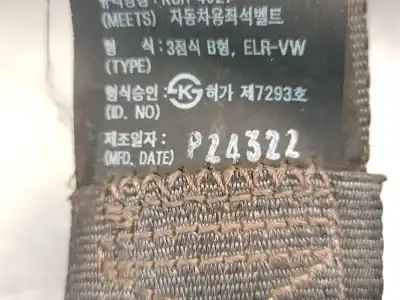 (MEETS) 자동차용좌석벨트
형 식 : 3점식 B형, ELR-VW
(TYPE)
형식승인 : K 허가 제7293호
(ID. NO)
제조일자 : P24322
(MFD. DATE)